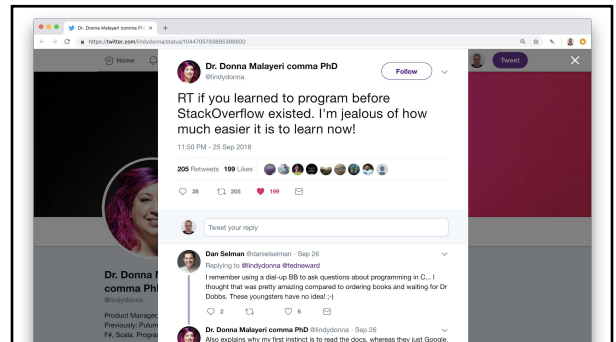 Dr. Donna Malayeri comma PhD
https://twitter.com/lindydonna/status/1044705793885388800
Home
Tweet
Dr. Donna Malayeri comma PhD
@lindydonna
Follow
RT if you learned to program before
StackOverflow existed. I'm jealous of how
much easier it is to learn now!
11:50 PM - 25 Sep 2018
205 Retweets 199 Likes
38 205 199
Tweet your reply
Dan Selman @danielselman · Sep 26
Replying to @lindydonna @tedneward
I remember using a dial-up BB to ask questions about programming in C... I
thought that was pretty amazing compared to ordering books and waiting for Dr
Dobbs. These youngsters have no idea! ;-)
2 6
Dr. Donna Malayeri comma PhD @lindydonna · Sep 26
Also explains why my first instinct is to read the docs, whereas they just Google.
Dr. Donna
comma PhD
@lindydonna
Product Manager,
Previously: Pulum
F#, Scala. Progra